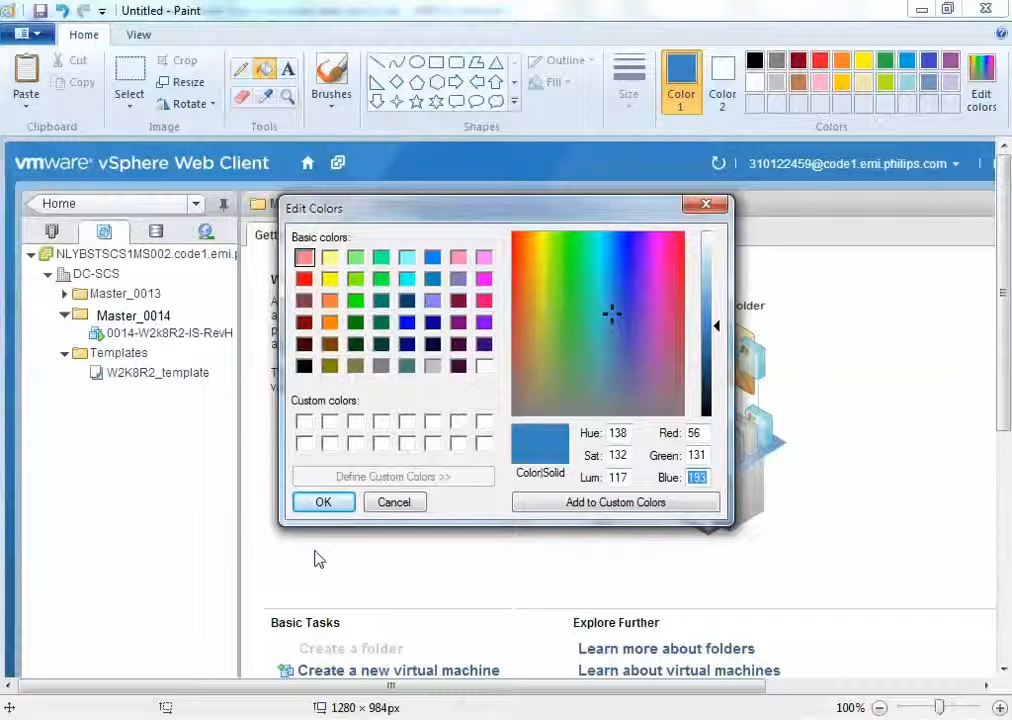 Untitled - Paint
Home View
Paste
Cut
Copy
Clipboard
Select
Crop
Resize
Rotate
Image
A
Tools
Brushes
Outline
Fill
Shapes
Size
Color 1
Color 2
Edit colors
Colors
vmware® vSphere Web Client
310122459@code1.emi.philips.com
Home
NLYBSTSCS1MS002.code1.emi.p
DC-SCS
Master_0013
Master_0014
0014-W2k8R2-IS-RevH
Templates
W2K8R2_template
Gett
older
Edit Colors
Basic colors:
Custom colors:
Define Custom Colors >>
OK Cancel
Color|Solid
Hue: 138 Red: 56
Sat: 132 Green: 131
Lum: 117 Blue: 193
Add to Custom Colors
Basic Tasks
Create a folder
Create a new virtual machine
Explore Further
Learn more about folders
Learn about virtual machines
1280 × 984px
100%